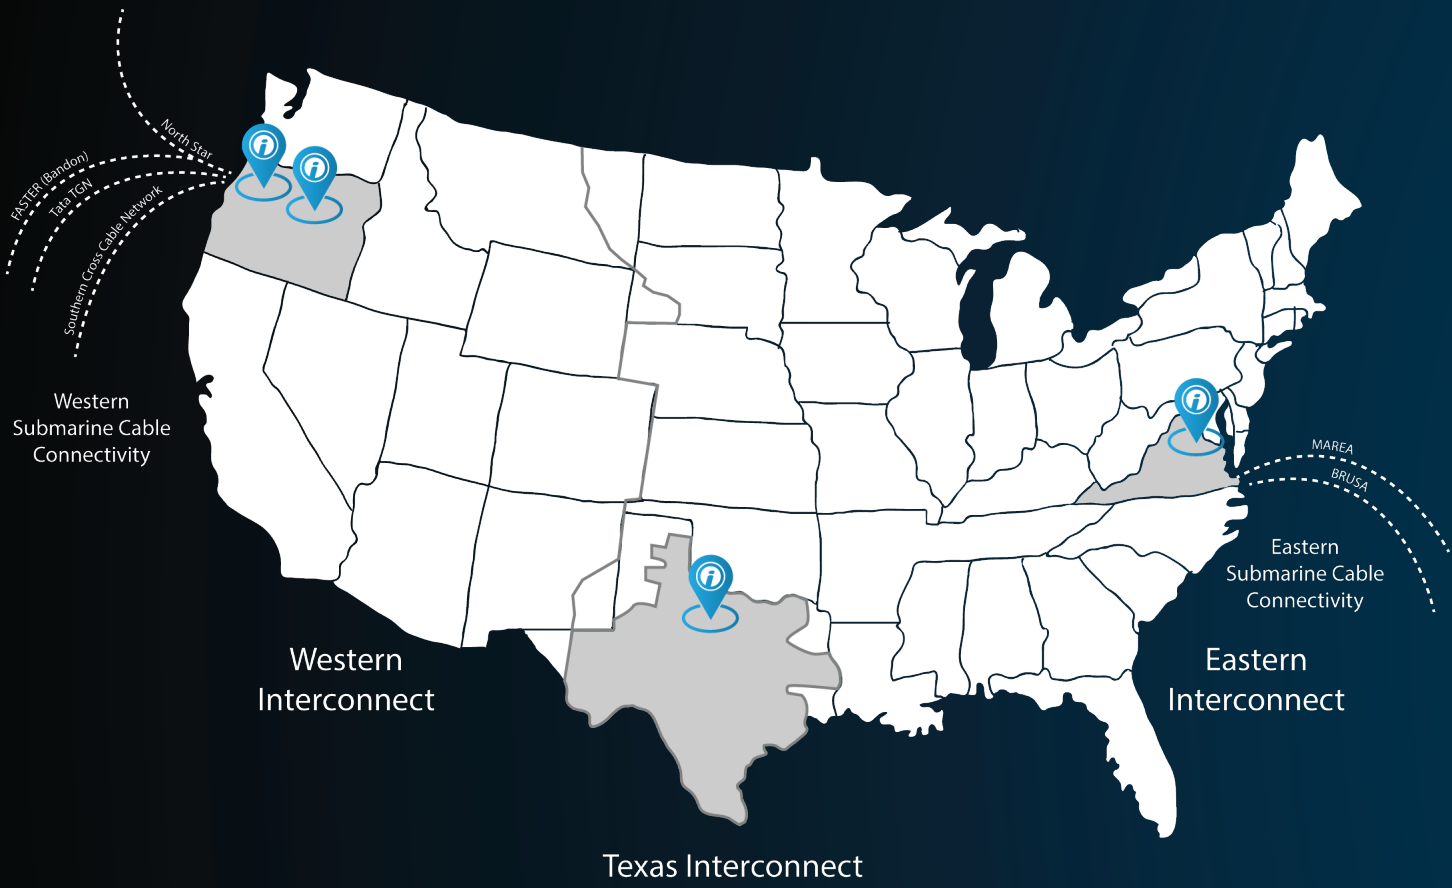 North Star
FASTER (Bandon)
Tata TGN
Southern Cross Cable Network
Western
Submarine Cable
Connectivity
MAREA
BRUSA
Eastern
Submarine Cable
Connectivity
Western
Interconnect
Eastern
Interconnect
Texas Interconnect
i
i
i
i